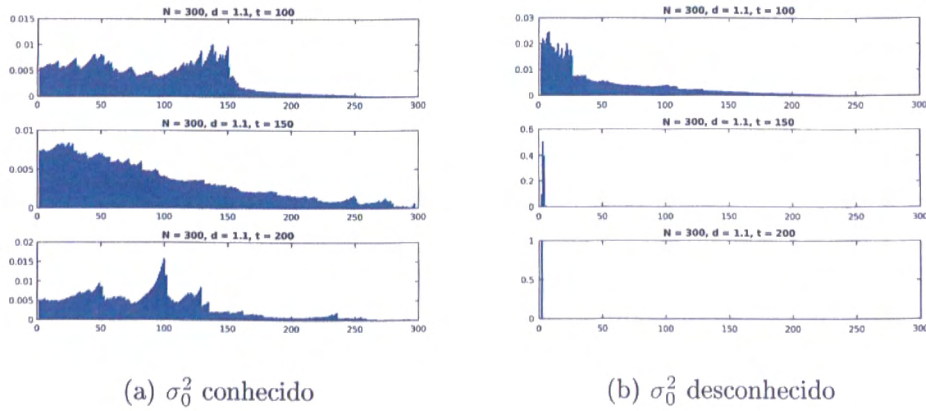 N = 300, d = 1.1, t = 100
0.015
0.01
0.005
0
0 50 100 150 200 250 300
N = 300, d = 1.1, t = 150
0.01
0.005
0
0 50 100 150 200 250 300
N = 300, d = 1.1, t = 200
0.02
0.015
0.01
0.005
0
0 50 100 150 200 250 300
(a) σ₀² conhecido
N = 300, d = 1.1, t = 100
0.03
0.02
0.01
0
0 50 100 150 200 250 300
N = 300, d = 1.1, t = 150
0.6
0.4
0.2
0
0 50 100 150 200 250 300
N = 300, d = 1.1, t = 200
1
0.5
0
0 50 100 150 200 250 300
(b) σ₀² desconhecido